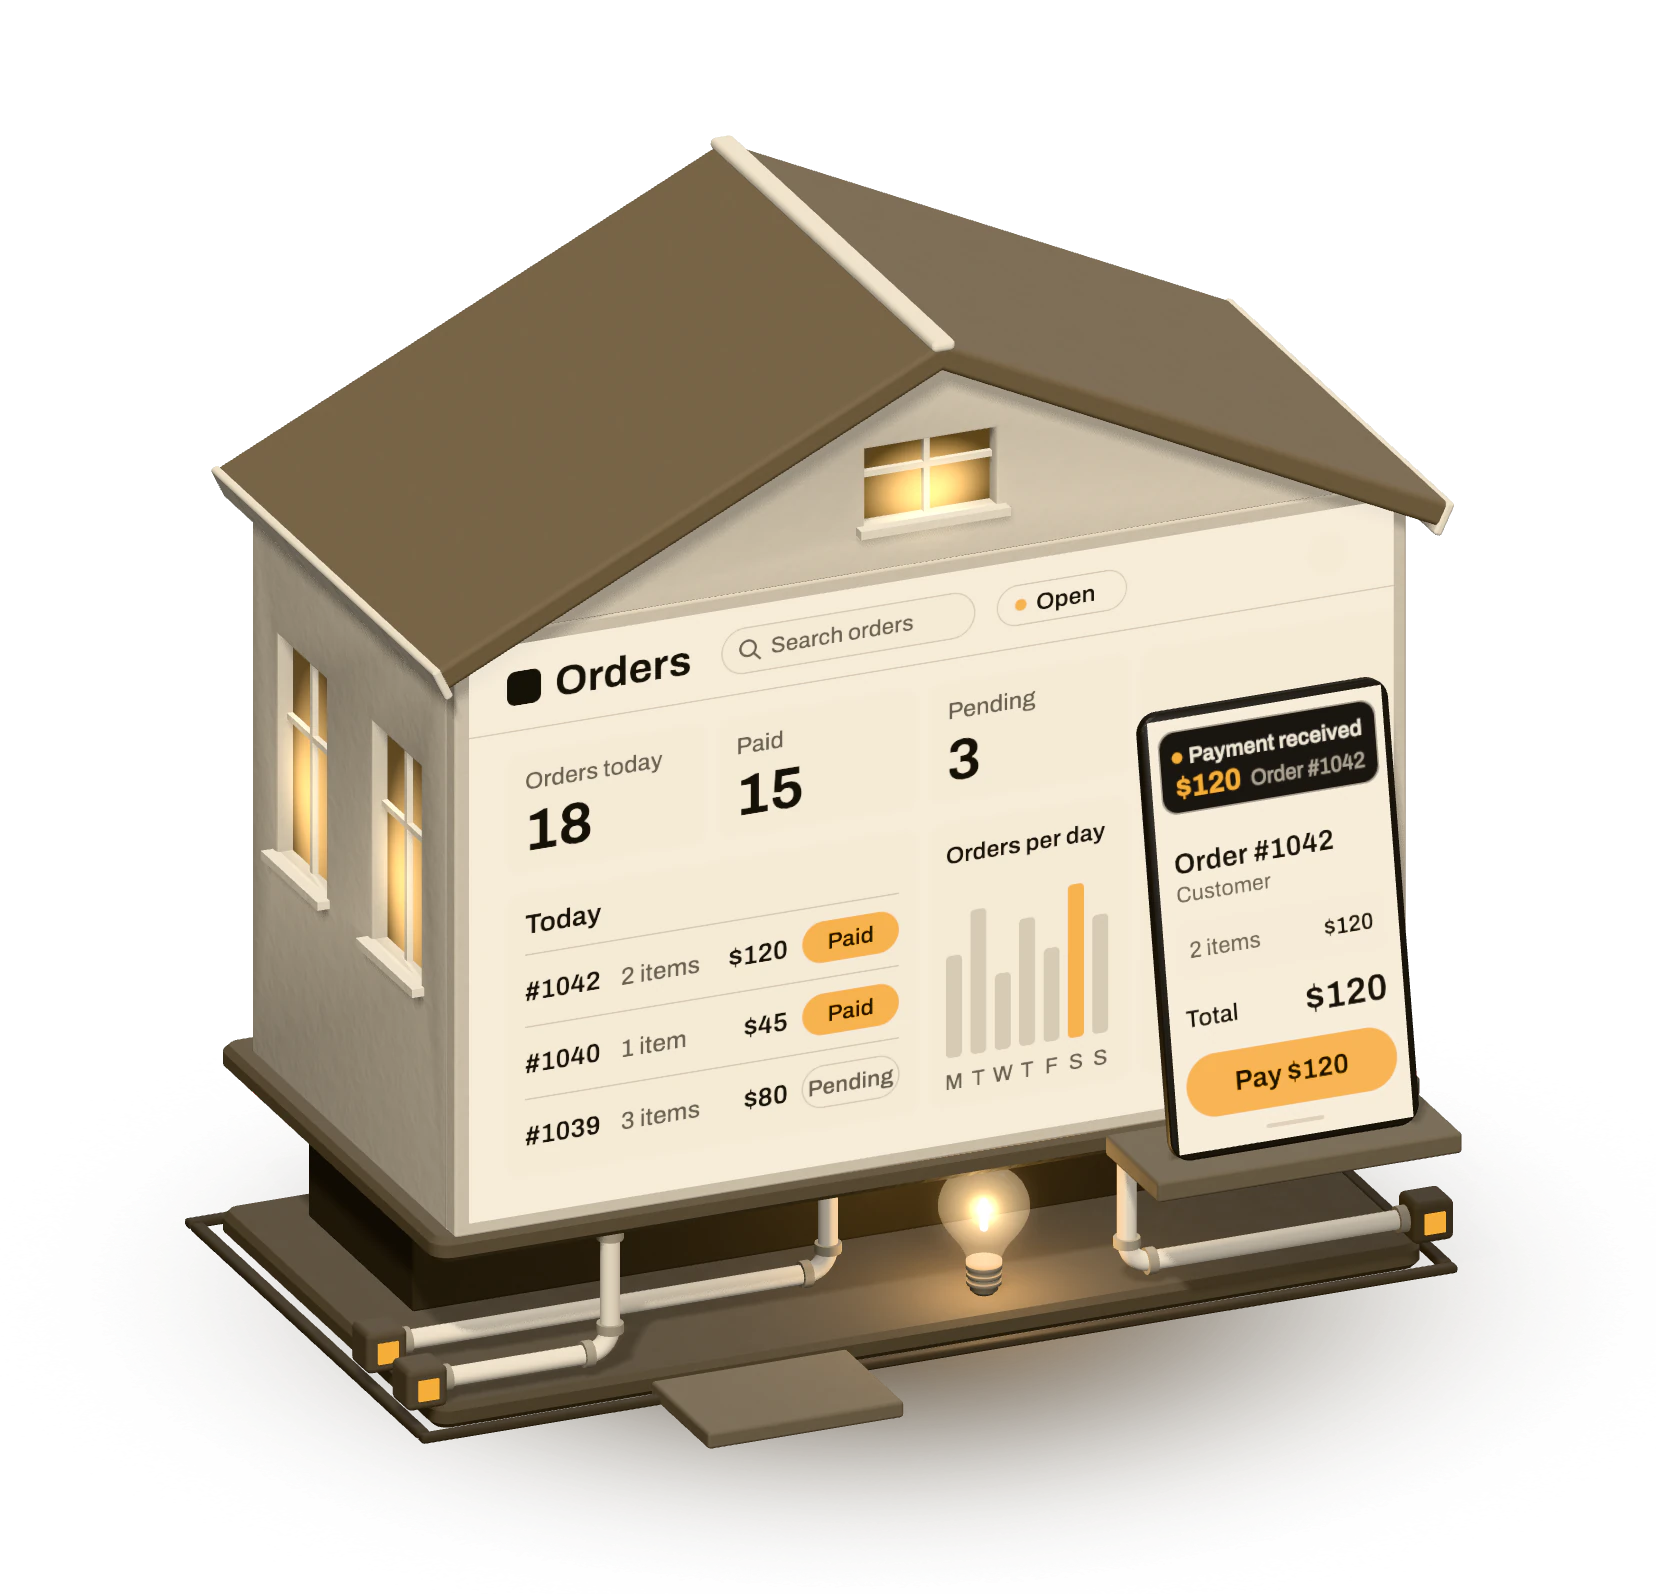 Orders
Search orders
Open
Orders today
18
Paid
15
Pending
3
Today
#1042 2 items $120 Paid
#1040 1 item $45 Paid
#1039 3 items $80 Pending
Orders per day
M T W T F S S
Payment received
$120 Order #1042
Order #1042
Customer
2 items $120
Total $120
Pay $120